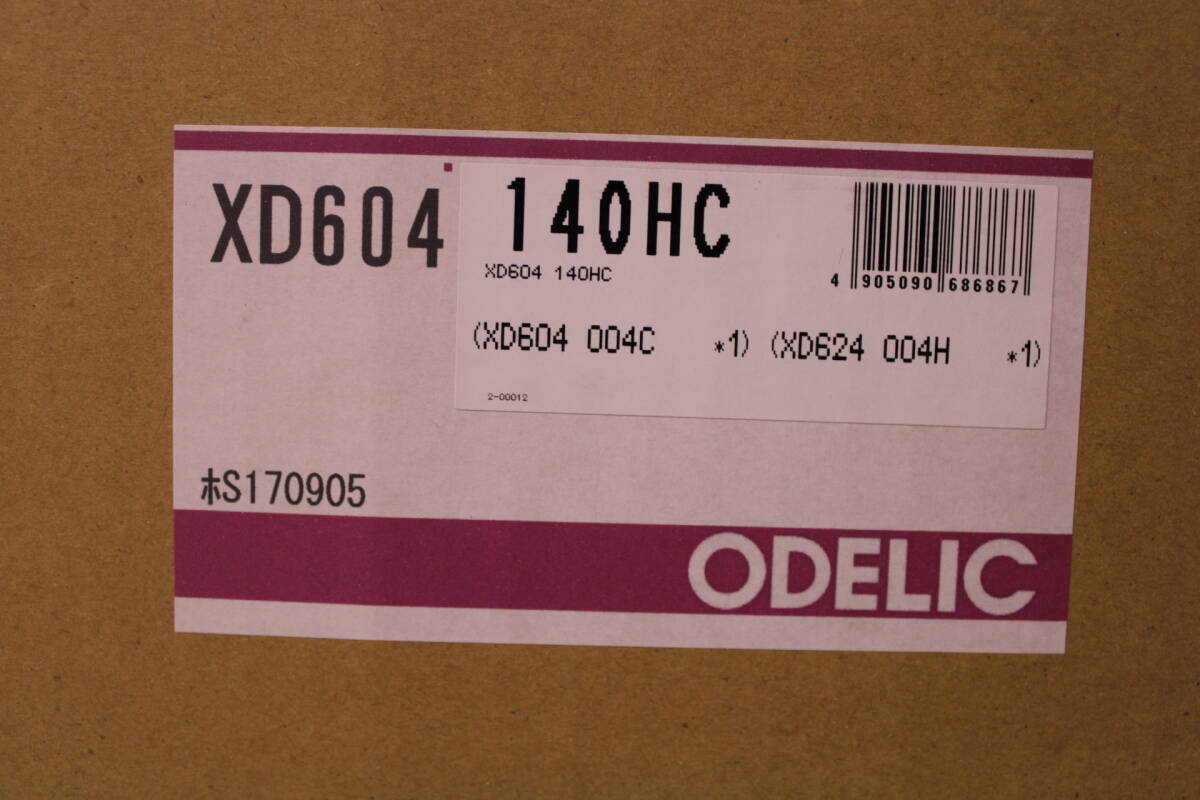 XD604 140HC
XD604 140HC
4 905090 686867
(XD604 004C *1) (XD624 004H *1)
2-00012
ホS170905
ODELIC